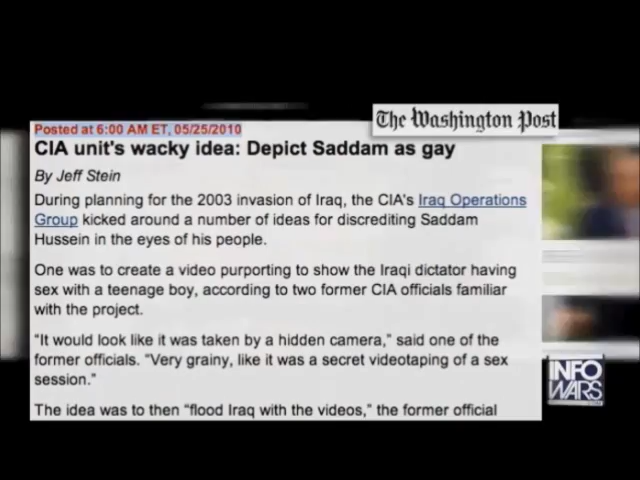 The Washington Post
Posted at 6:00 AM ET, 05/25/2010
CIA unit's wacky idea: Depict Saddam as gay
By Jeff Stein
During planning for the 2003 invasion of Iraq, the CIA's Iraq Operations
Group kicked around a number of ideas for discrediting Saddam
Hussein in the eyes of his people.
One was to create a video purporting to show the Iraqi dictator having
sex with a teenage boy, according to two former CIA officials familiar
with the project.
“It would look like it was taken by a hidden camera,” said one of the
former officials. “Very grainy, like it was a secret videotaping of a sex
session.”
The idea was to then “flood Iraq with the videos,” the former official
INFO
WARS
.COM